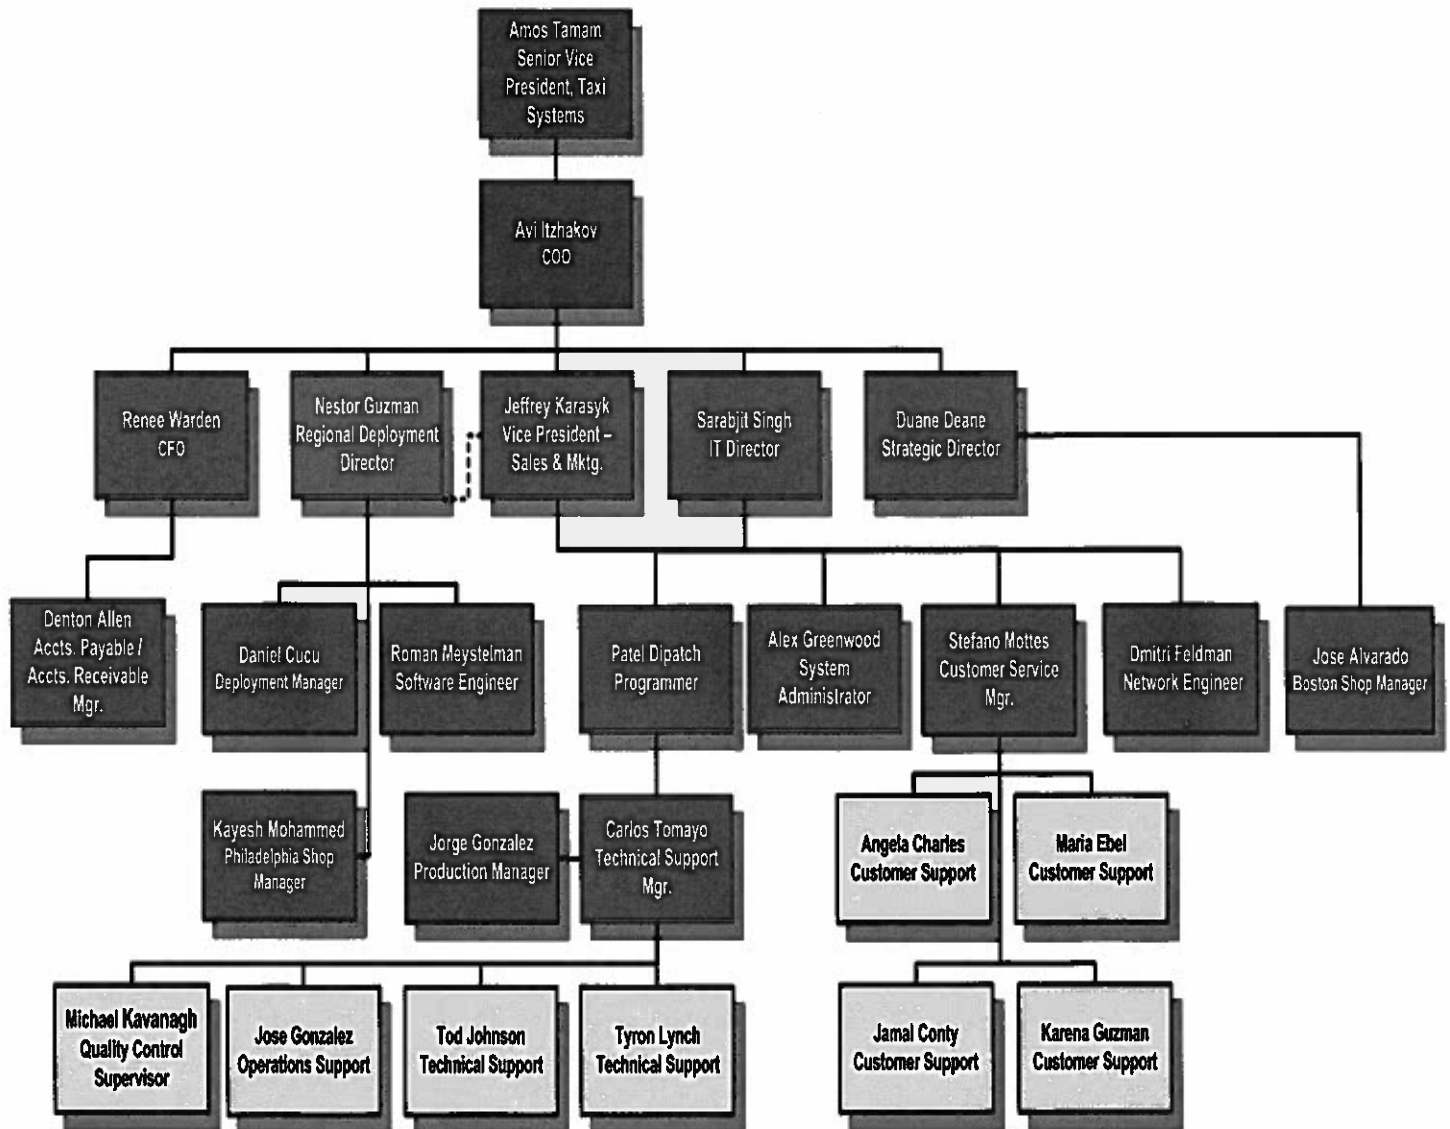 Amos Tamam
Senior Vice
President, Taxi
Systems
Avi Itzhakov
COO
Renee Warden
CFO
Nestor Guzman
Regional Deployment
Director
Jeffrey Karasyk
Vice President –
Sales & Mktg.
Sarabjit Singh
IT Director
Duane Deane
Strategic Director
Denton Allen
Accts. Payable /
Accts. Receivable
Mgr.
Daniel Cucu
Deployment Manager
Roman Meystelman
Software Engineer
Patel Dipatch
Programmer
Alex Greenwood
System
Administrator
Stefano Mottes
Customer Service
Mgr.
Dmitri Feldman
Network Engineer
Jose Alvarado
Boston Shop Manager
Kayesh Mohammed
Philadelphia Shop
Manager
Jorge Gonzalez
Production Manager
Carlos Tomayo
Technical Support
Mgr.
Angela Charles
Customer Support
Maria Ebel
Customer Support
Michael Kavanagh
Quality Control
Supervisor
Jose Gonzalez
Operations Support
Tod Johnson
Technical Support
Tyron Lynch
Technical Support
Jamal Conty
Customer Support
Karena Guzman
Customer Support